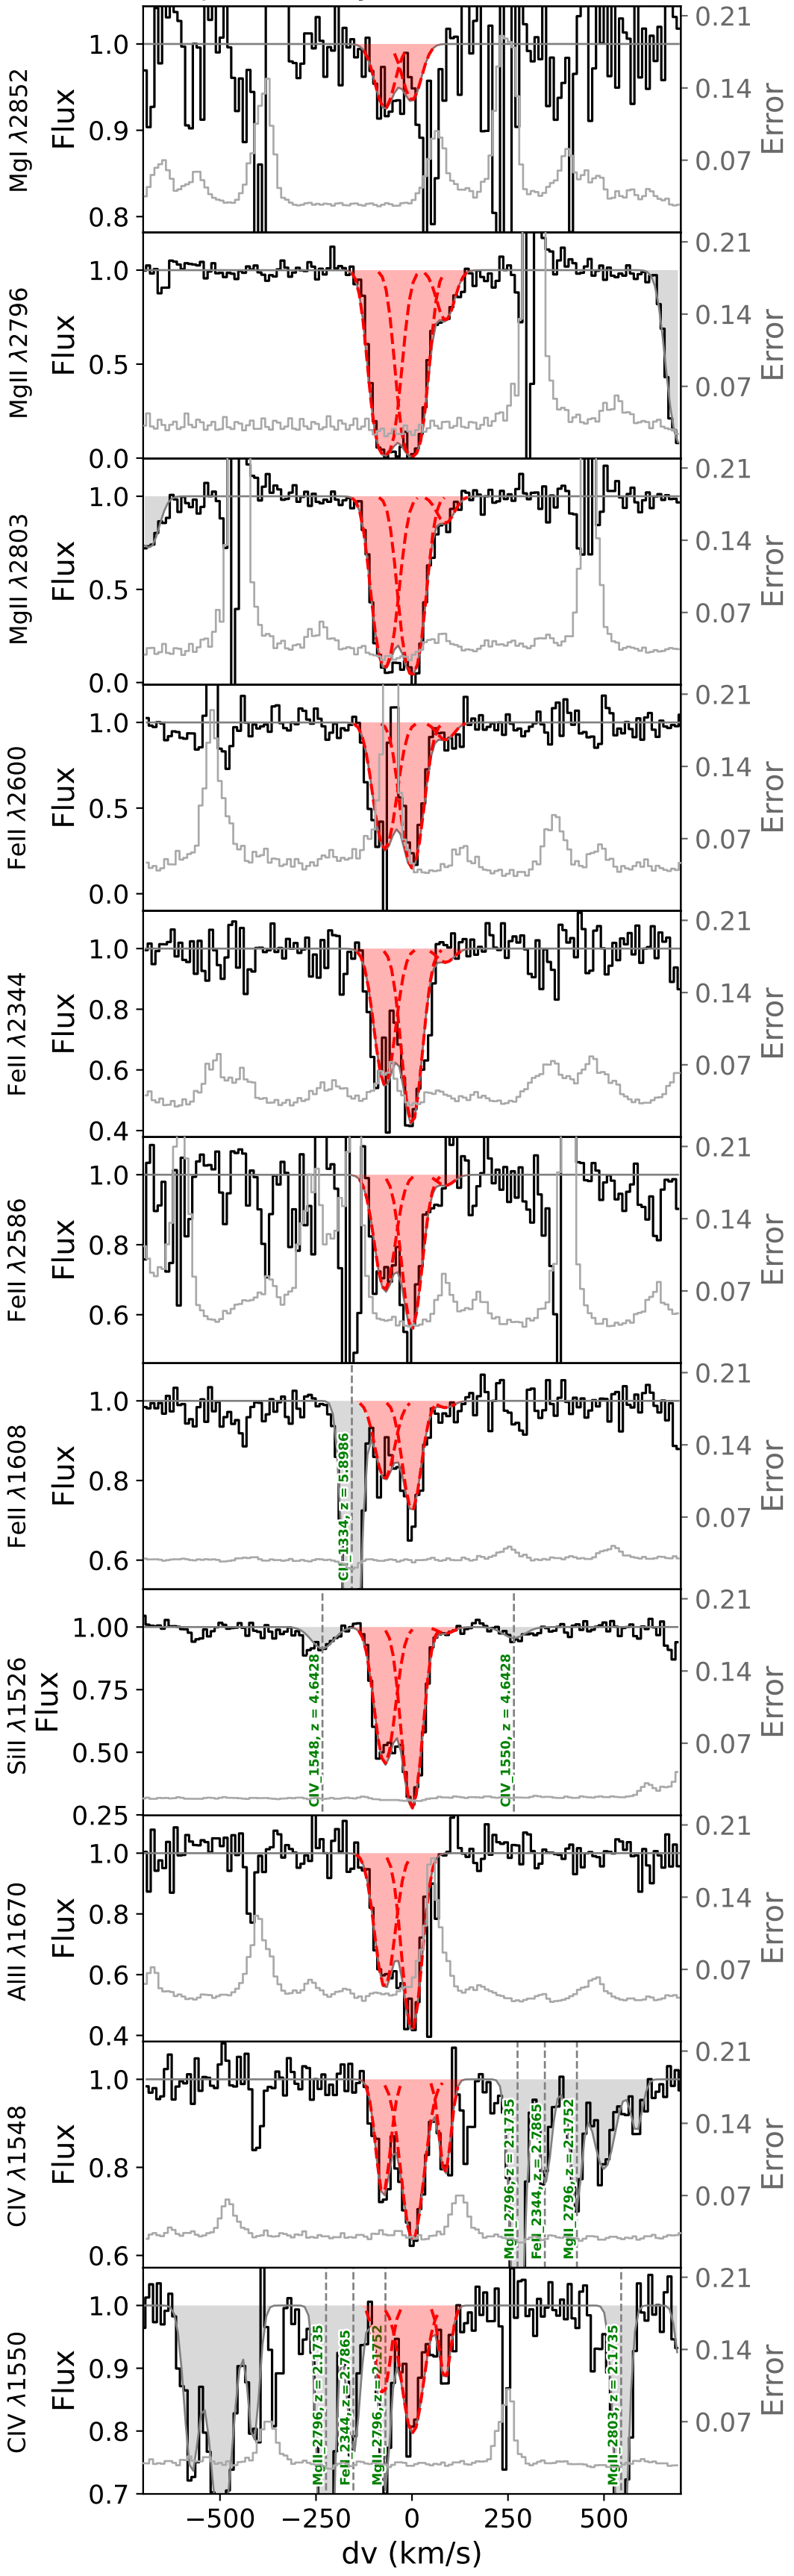 MgI λ2852
Flux
1.0
0.9
0.8
0.21
0.14
0.07
Error
MgII λ2796
Flux
1.0
0.5
0.0
0.21
0.14
0.07
Error
MgII λ2803
Flux
1.0
0.5
0.0
0.21
0.14
0.07
Error
FeII λ2600
Flux
1.0
0.5
0.0
0.21
0.14
0.07
Error
FeII λ2344
Flux
1.0
0.8
0.6
0.4
0.21
0.14
0.07
Error
FeII λ2586
Flux
1.0
0.8
0.6
0.21
0.14
0.07
Error
FeII λ1608
Flux
1.0
0.8
0.6
CII_1334, z = 5.8986
0.21
0.14
0.07
Error
SiII λ1526
Flux
1.00
0.75
0.50
0.25
CIV_1548, z = 4.6428
CIV_1550, z = 4.6428
0.21
0.14
0.07
Error
AlII λ1670
Flux
1.0
0.8
0.6
0.4
0.21
0.14
0.07
Error
CIV λ1548
Flux
1.0
0.8
0.6
MgII_2796, z = 2.1735
FeII_2344, z = 2.7865
MgII_2796, z = 2.1752
0.21
0.14
0.07
Error
CIV λ1550
Flux
1.0
0.9
0.8
0.7
MgII_2796, z = 2.1735
FeII_2344, z = 2.7865
MgII_2796, z = 2.1752
MgII_2803, z = 2.1735
0.21
0.14
0.07
Error
−500 −250 0 250 500
dv (km/s)